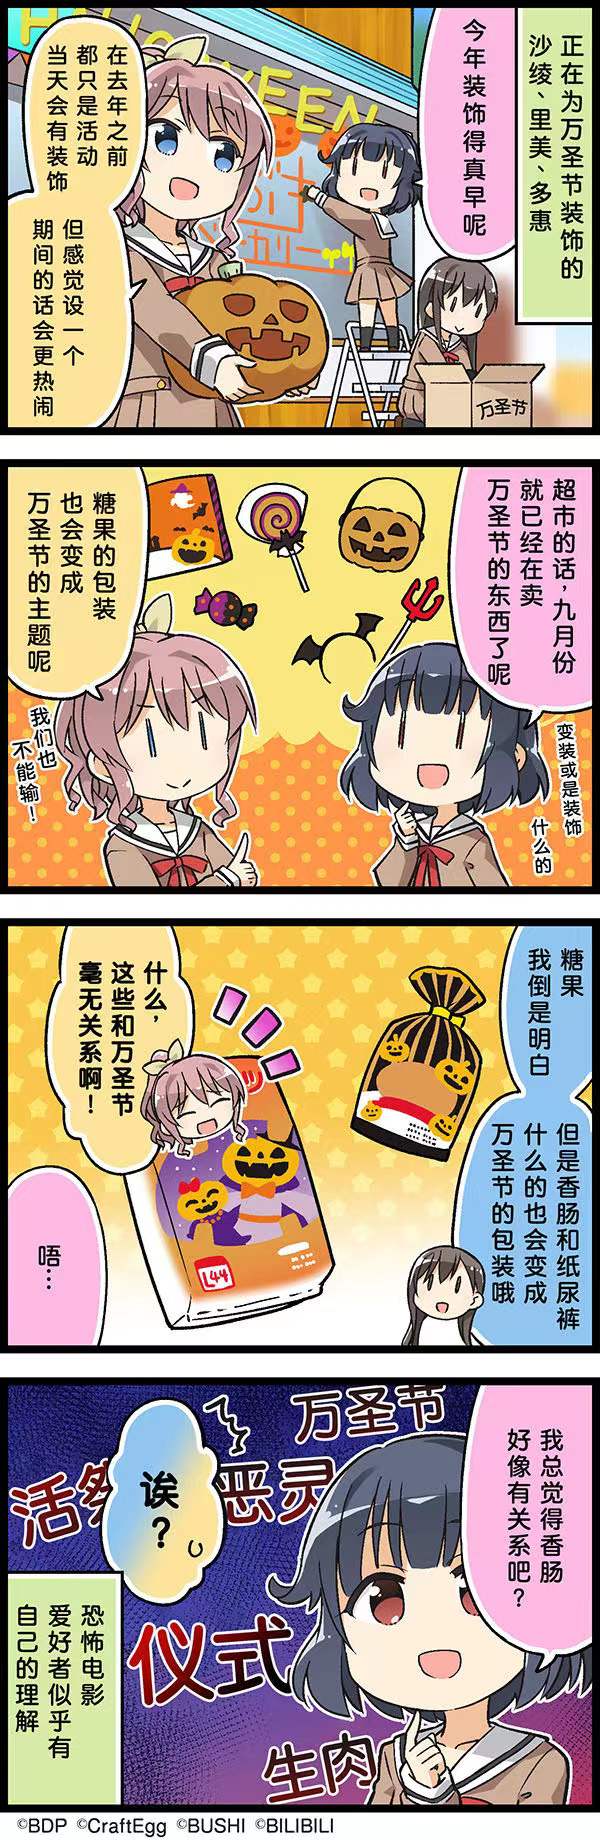 正在为万圣节装饰的
沙绫、里美、多惠
今年装饰得真早呢
HALLOWEEN
ベーカリー
在去年之前
都只是活动
当天会有装饰
但感觉设一个
期间的话会更热闹
万圣节
超市的话，九月份
就已经在卖
万圣节的东西了呢
变装或是装饰
什么的
糖果的包装
也会变成
万圣节的主题呢
我们也
不能输！
糖果
我倒是明白
但是香肠和纸尿裤
什么的也会变成
万圣节的包装哦
什么，
这些和万圣节
毫无关系啊！
L44
唔…
我总觉得香肠
好像有关系吧？
万圣节
活祭
恶灵
诶？
仪式
生肉
恐怖电影
爱好者似乎有
自己的理解
©BDP ©CraftEgg ©BUSHI ©BILIBILI